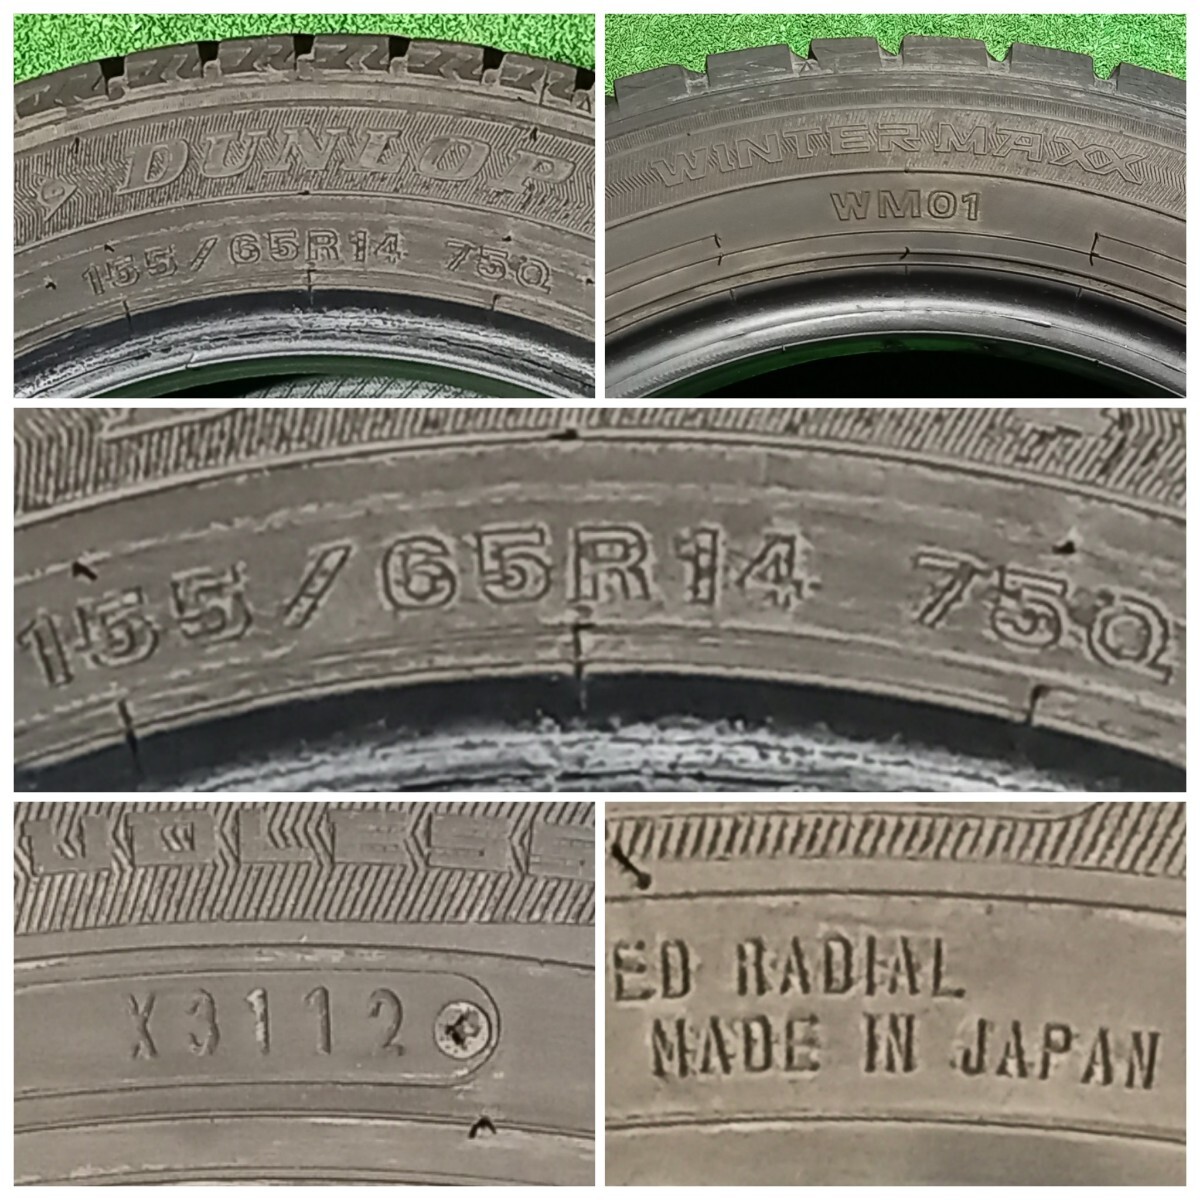 DUNLOP
155/65R14 75Q
WINTER MAXX
WM01
155/65R14 75Q
X3112
ED RADIAL
MADE IN JAPAN